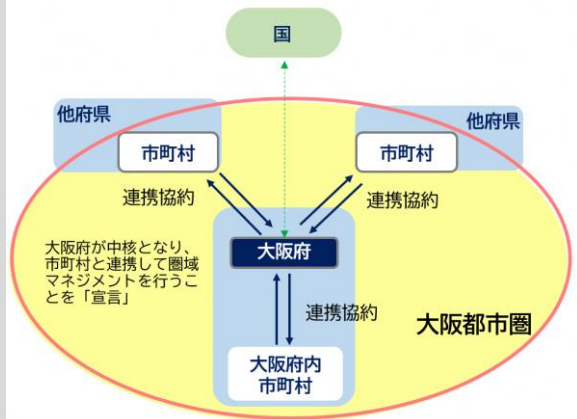 国
他府県
他府県
市町村
市町村
連携協約
連携協約
大阪府が中核となり、
市町村と連携して圏域
マネジメントを行うこ
とを「宣言」
大阪府
連携協約
大阪都市圏
大阪府内
市町村